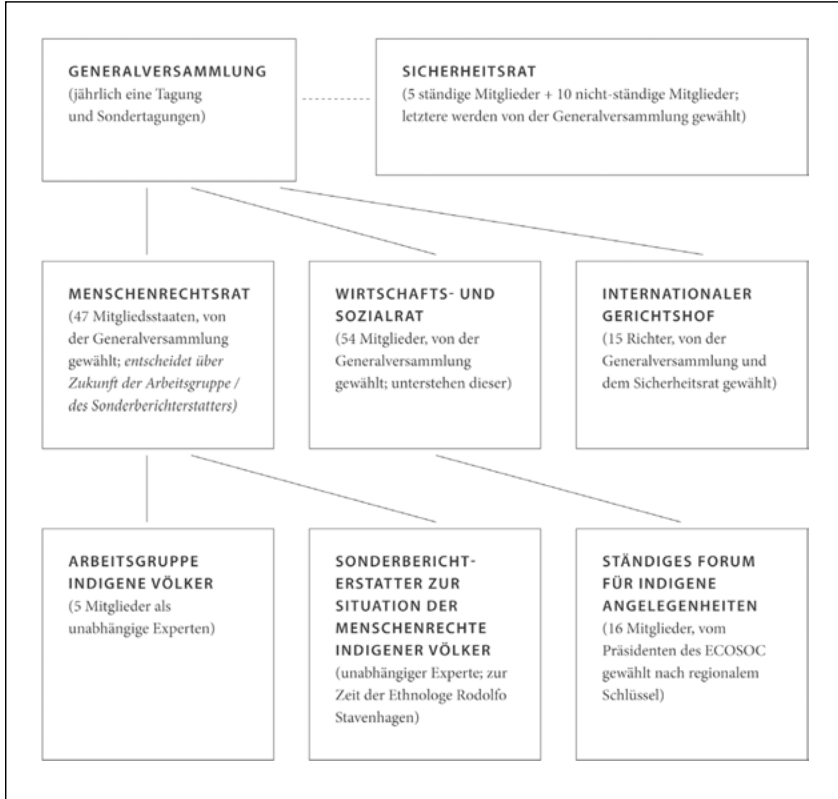 GENERALVERSAMMLUNG
(jährlich eine Tagung
und Sondertagungen)
SICHERHEITSRAT
(5 ständige Mitglieder + 10 nicht-ständige Mitglieder;
letztere werden von der Generalversammlung gewählt)
MENSCHENRECHTSRAT
(47 Mitgliedsstaaten, von
der Generalversammlung
gewählt; entscheidet über
Zukunft der Arbeitsgruppe /
des Sonderberichterstatters)
WIRTSCHAFTS- UND
SOZIALRAT
(54 Mitglieder, von der
Generalversammlung
gewählt; unterstehen dieser)
INTERNATIONALER
GERICHTSHOF
(15 Richter, von der
Generalversammlung und
dem Sicherheitsrat gewählt)
ARBEITSGRUPPE
INDIGENE VÖLKER
(5 Mitglieder als
unabhängige Experten)
SONDERBERICHT-
ERSTATTER ZUR
SITUATION DER
MENSCHENRECHTE
INDIGENER VÖLKER
(unabhängiger Experte; zur
Zeit der Ethnologe Rodolfo
Stavenhagen)
STÄNDIGES FORUM
FÜR INDIGENE
ANGELEGENHEITEN
(16 Mitglieder, vom
Präsidenten des ECOSOC
gewählt nach regionalem
Schlüssel)